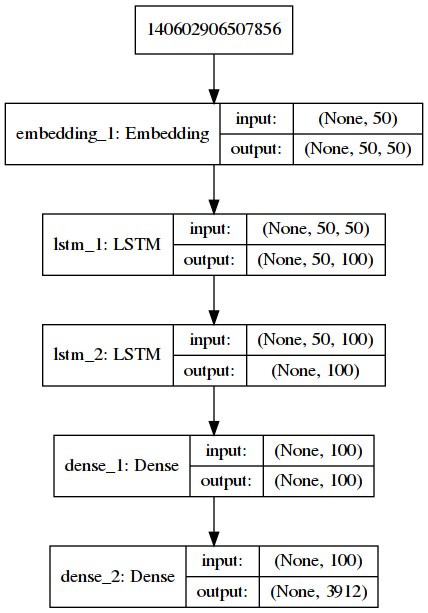 140602906507856
embedding_1: Embedding
input: (None, 50)
output: (None, 50, 50)
lstm_1: LSTM
input: (None, 50, 50)
output: (None, 50, 100)
lstm_2: LSTM
input: (None, 50, 100)
output: (None, 100)
dense_1: Dense
input: (None, 100)
output: (None, 100)
dense_2: Dense
input: (None, 100)
output: (None, 3912)